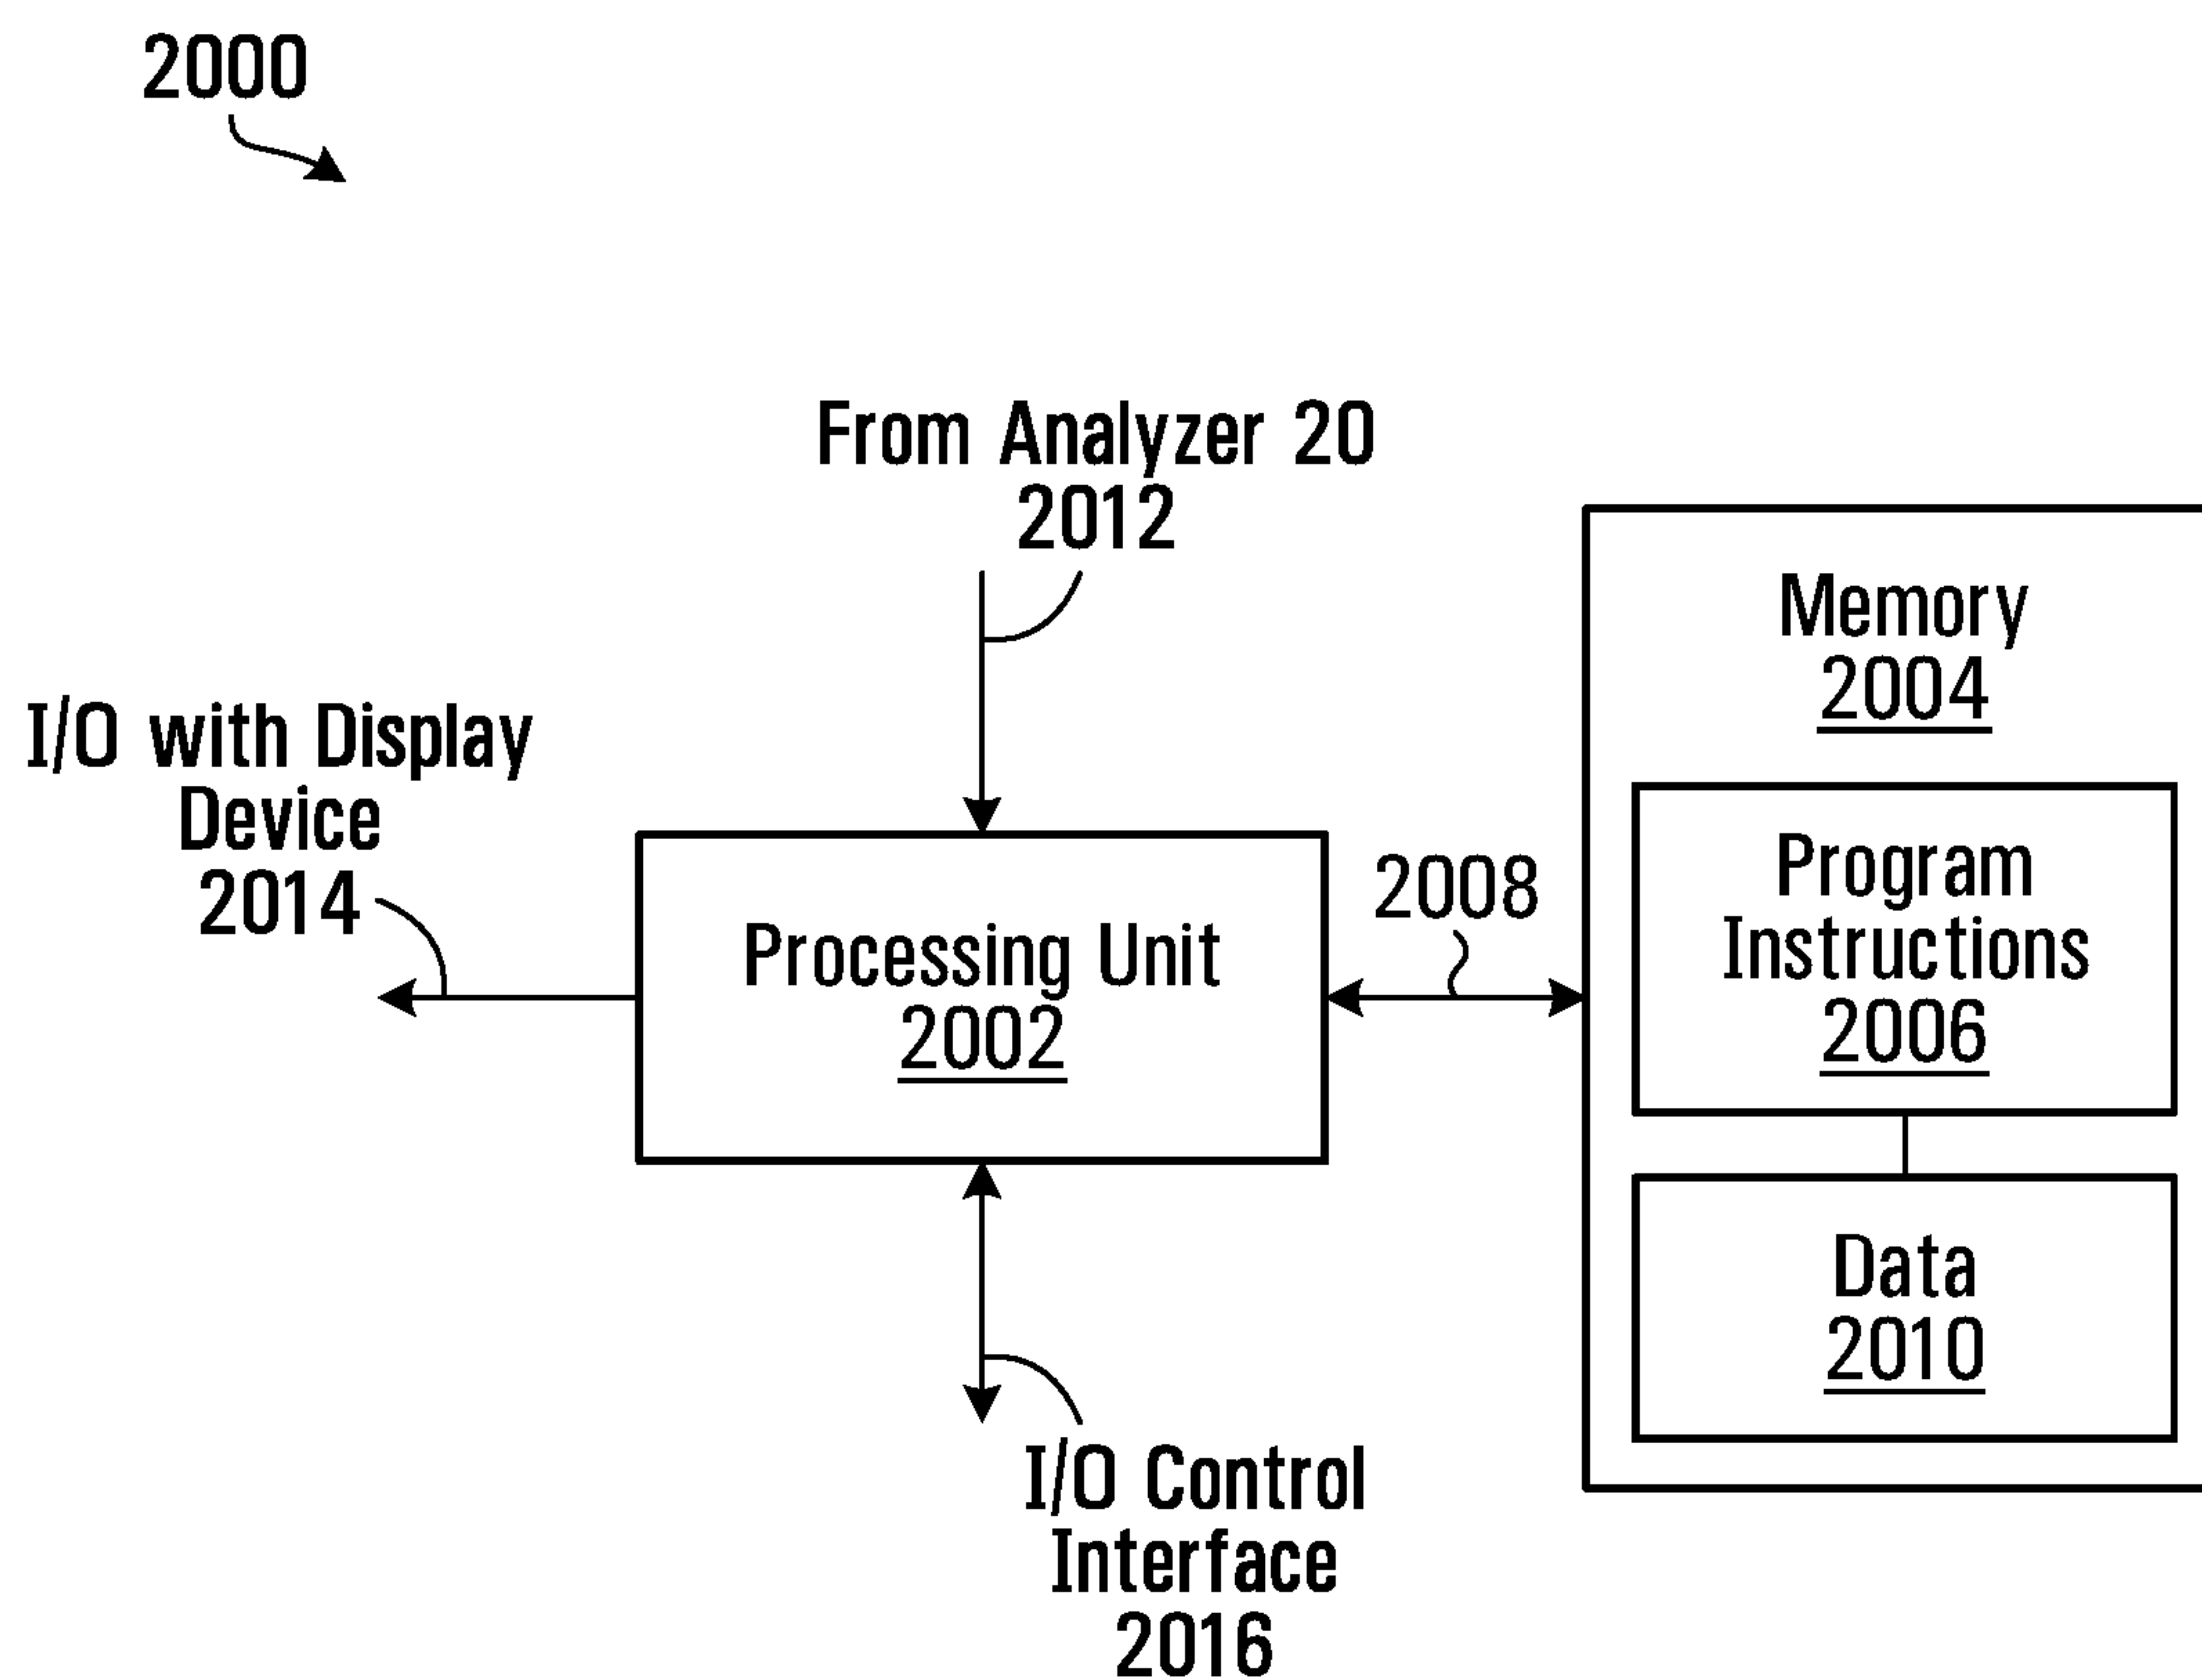 2000
From Analyzer 20
2012
Memory
2004
I/O with Display
Device
2014
Program
Instructions
2006
2008
Processing Unit
2002
Data
2010
I/O Control
Interface
2016